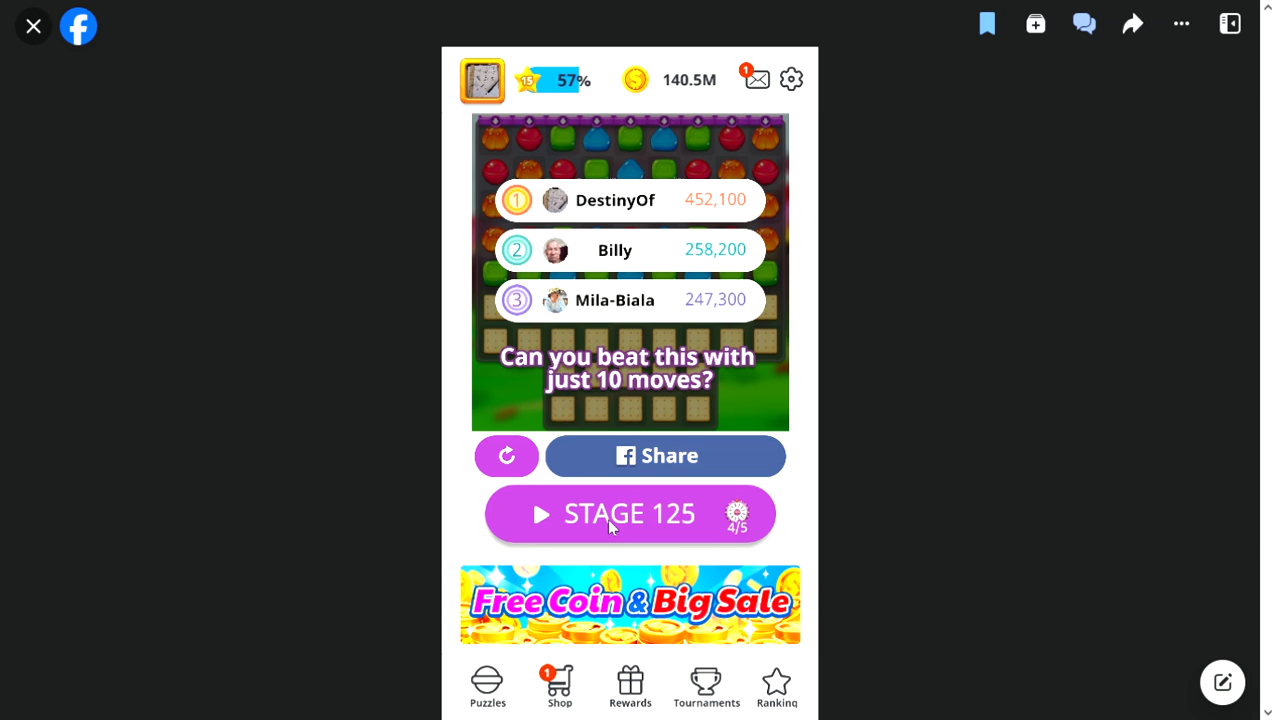 15 57% 140.5M 1
1 DestinyOf 452,100
2 Billy 258,200
3 Mila-Biala 247,300
Can you beat this with
just 10 moves?
Share
STAGE 125
4/5
Free Coin & Big Sale
1
Puzzles Shop Rewards Tournaments Ranking